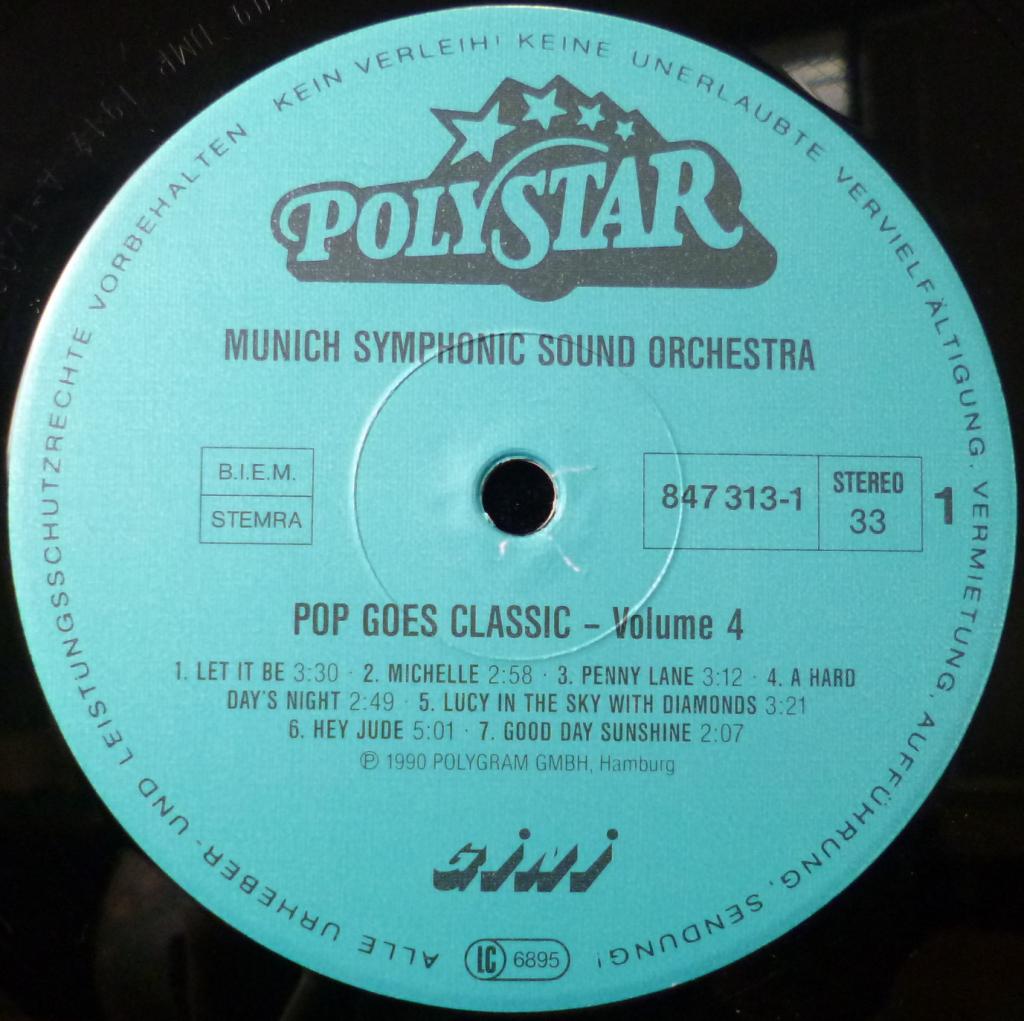 ALLE URHEBER- UND LEISTUNGSSCHUTZRECHTE VORBEHALTEN KEIN VERLEIH! KEINE UNERLAUBTE VERVIELFÄLTIGUNG, VERMIETUNG, AUFFÜHRUNG, SENDUNG!
POLYSTAR
MUNICH SYMPHONIC SOUND ORCHESTRA
B.I.E.M.
STEMRA
847 313-1
STEREO
33
1
POP GOES CLASSIC – Volume 4
1. LET IT BE 3:30 · 2. MICHELLE 2:58 · 3. PENNY LANE 3:12 · 4. A HARD
DAY'S NIGHT 2:49 · 5. LUCY IN THE SKY WITH DIAMONDS 3:21
6. HEY JUDE 5:01 · 7. GOOD DAY SUNSHINE 2:07
℗ 1990 POLYGRAM GMBH, Hamburg
LC 6895